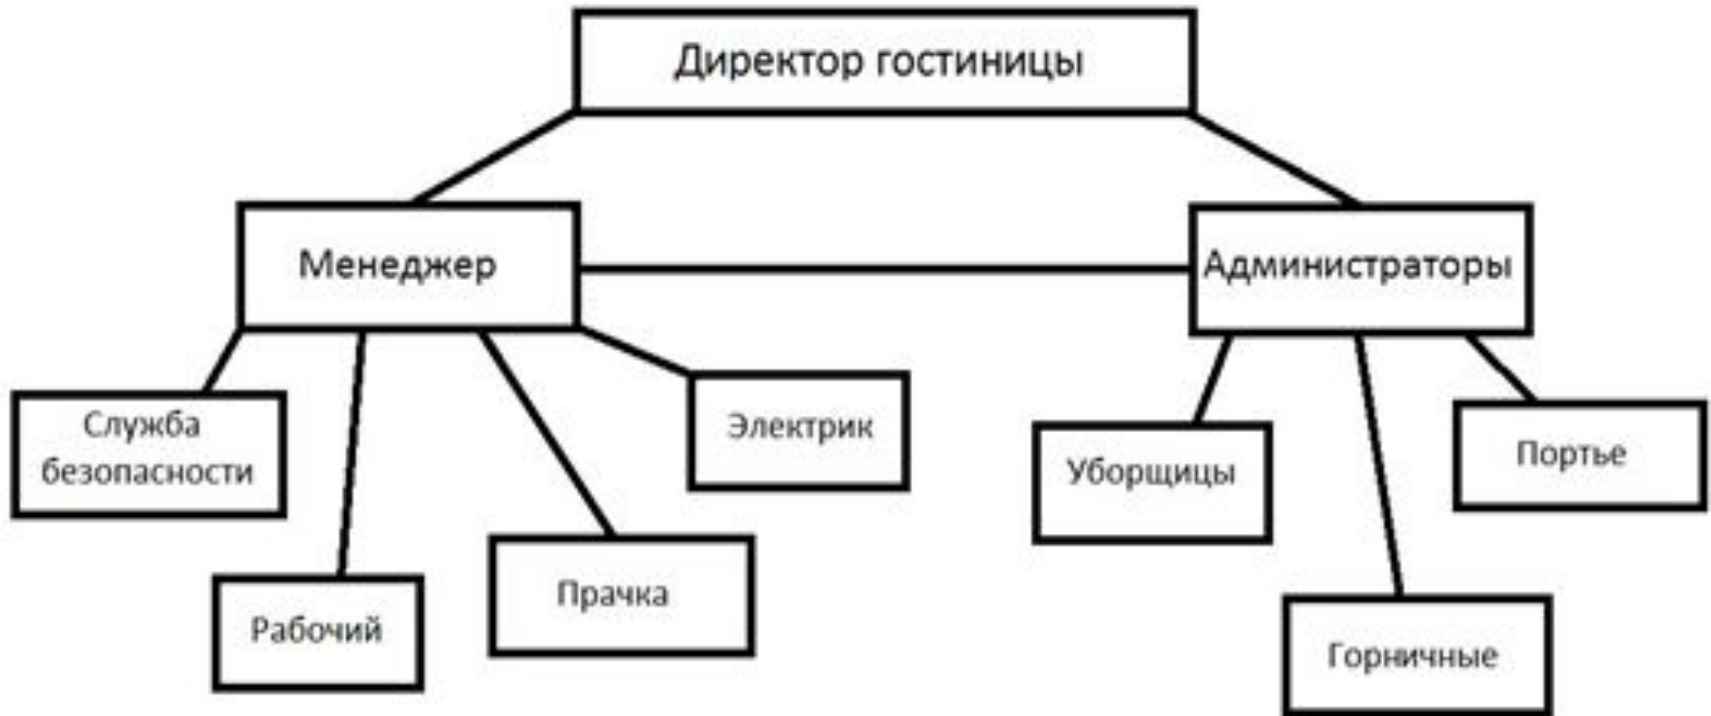 Директор гостиницы
Менеджер
Администраторы
Служба
безопасности
Рабочий
Прачка
Электрик
Уборщицы
Горничные
Портье